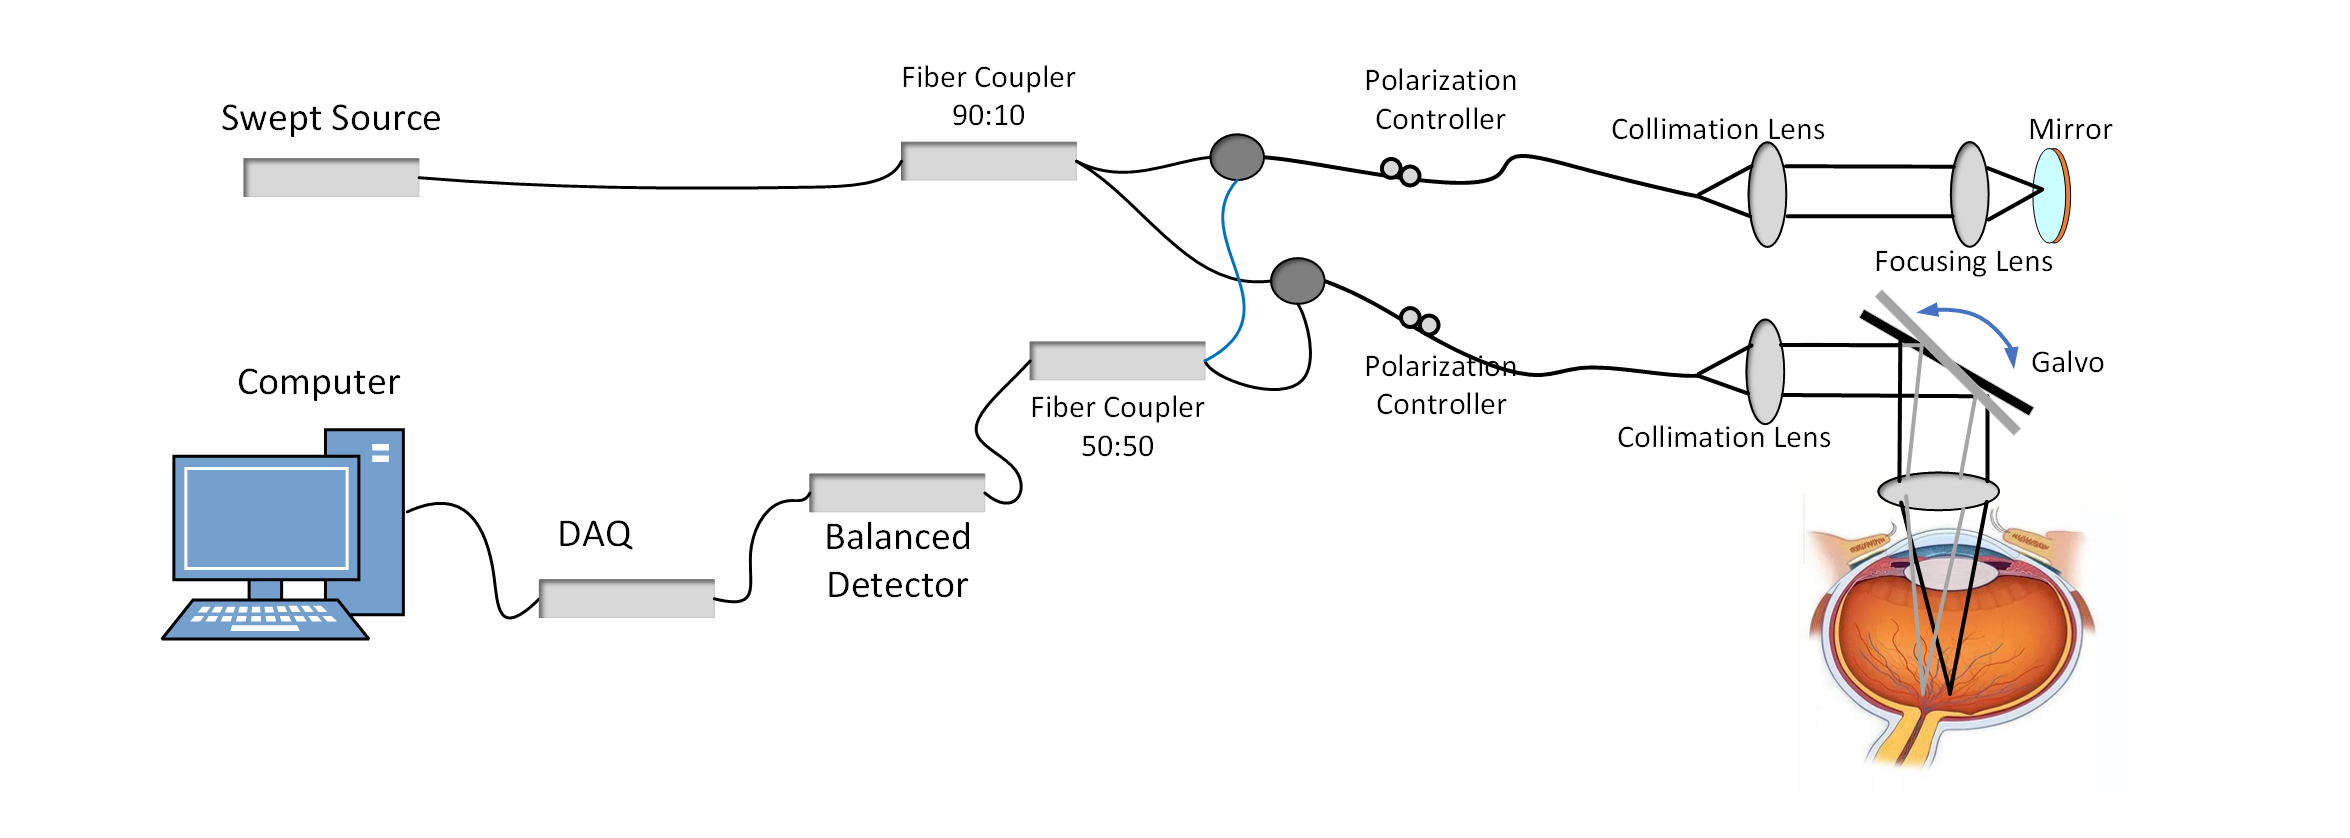 Swept Source
Fiber Coupler
90:10
Polarization
Controller
Collimation Lens
Mirror
Focusing Lens
Galvo
Polarization
Controller
Collimation Lens
Fiber Coupler
50:50
Computer
DAQ
Balanced
Detector